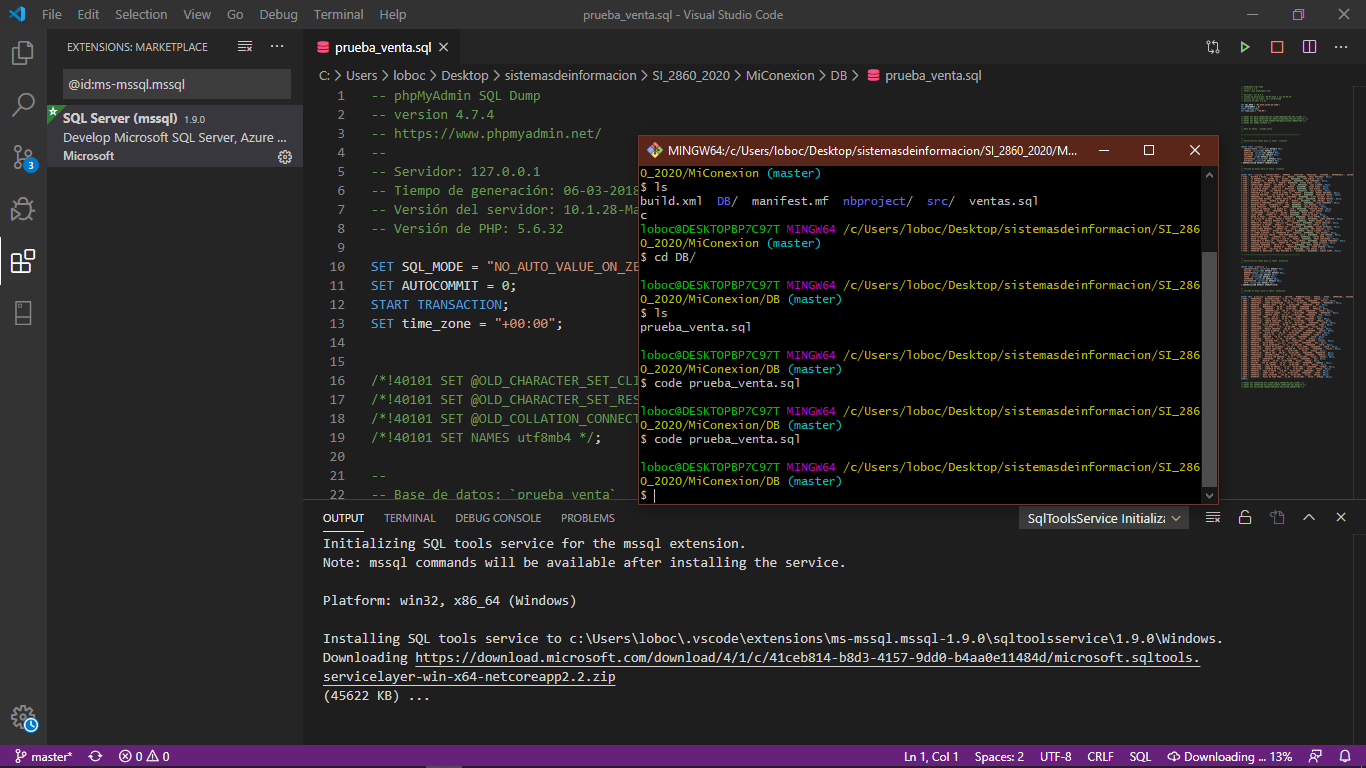 File Edit Selection View Go Debug Terminal Help
prueba_venta.sql - Visual Studio Code
EXTENSIONS: MARKETPLACE
@id:ms-mssql.mssql
SQL Server (mssql) 1.9.0
Develop Microsoft SQL Server, Azure ...
Microsoft
3
prueba_venta.sql
C: > Users > loboc > Desktop > sistemasdeinformacion > SI_2860_2020 > MiConexion > DB > prueba_venta.sql
1 -- phpMyAdmin SQL Dump
2 -- version 4.7.4
3 -- https://www.phpmyadmin.net/
4 --
5 -- Servidor: 127.0.0.1
6 -- Tiempo de generación: 06-03-2018
7 -- Versión del servidor: 10.1.28-Ma
8 -- Versión de PHP: 5.6.32
9
10 SET SQL_MODE = "NO_AUTO_VALUE_ON_ZE
11 SET AUTOCOMMIT = 0;
12 START TRANSACTION;
13 SET time_zone = "+00:00";
14
15
16 /*!40101 SET @OLD_CHARACTER_SET_CLI
17 /*!40101 SET @OLD_CHARACTER_SET_RES
18 /*!40101 SET @OLD_COLLATION_CONNECT
19 /*!40101 SET NAMES utf8mb4 */;
20
21 --
22 -- Base de datos: `prueba_venta`
MINGW64:/c/Users/loboc/Desktop/sistemasdeinformacion/SI_2860_2020/M...
0_2020/MiConexion (master)
$ ls
build.xml DB/ manifest.mf nbproject/ src/ ventas.sql
c
loboc@DESKTOPBP7C97T MINGW64 /c/Users/loboc/Desktop/sistemasdeinformacion/SI_286
0_2020/MiConexion (master)
$ cd DB/
loboc@DESKTOPBP7C97T MINGW64 /c/Users/loboc/Desktop/sistemasdeinformacion/SI_286
0_2020/MiConexion/DB (master)
$ ls
prueba_venta.sql
loboc@DESKTOPBP7C97T MINGW64 /c/Users/loboc/Desktop/sistemasdeinformacion/SI_286
0_2020/MiConexion/DB (master)
$ code prueba_venta.sql
loboc@DESKTOPBP7C97T MINGW64 /c/Users/loboc/Desktop/sistemasdeinformacion/SI_286
0_2020/MiConexion/DB (master)
$ code prueba_venta.sql
loboc@DESKTOPBP7C97T MINGW64 /c/Users/loboc/Desktop/sistemasdeinformacion/SI_286
0_2020/MiConexion/DB (master)
$
OUTPUT TERMINAL DEBUG CONSOLE PROBLEMS
SqlToolsService Initializa
Initializing SQL tools service for the mssql extension.
Note: mssql commands will be available after installing the service.
Platform: win32, x86_64 (Windows)
Installing SQL tools service to c:\Users\loboc\.vscode\extensions\ms-mssql.mssql-1.9.0\sqltoolsservice\1.9.0\Windows.
Downloading https://download.microsoft.com/download/4/1/c/41ceb814-b8d3-4157-9dd0-b4aa0e11484d/microsoft.sqltools.
servicelayer-win-x64-netcoreapp2.2.zip
(45622 KB) ...
master* 0 0 Ln 1, Col 1 Spaces: 2 UTF-8 CRLF SQL Downloading ... 13%